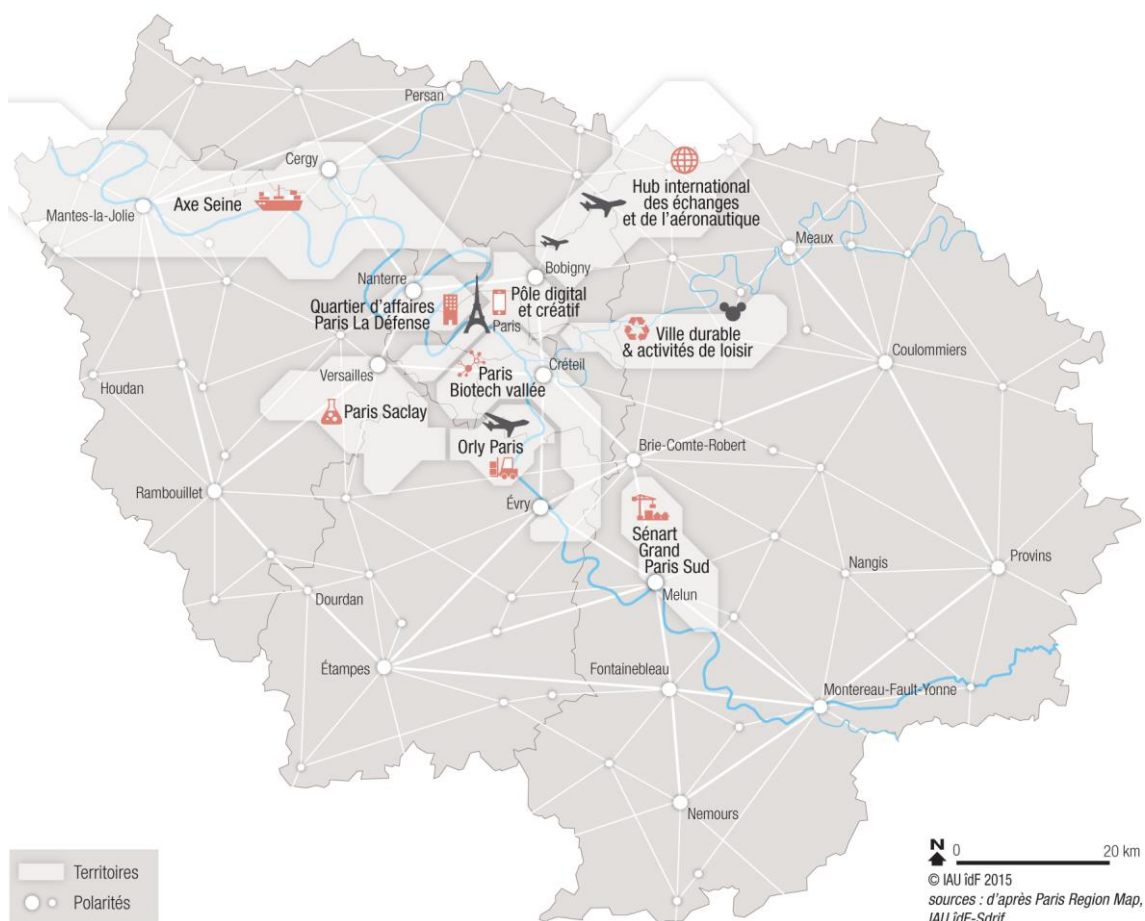 Persan
Cergy
Axe Seine
Mantes-la-Jolie
Hub international
des échanges
et de l'aéronautique
Meaux
Nanterre
Bobigny
Quartier d'affaires
Paris La Défense
Pôle digital
et créatif
Paris
Ville durable
& activités de loisir
Coulommiers
Versailles
Créteil
Paris
Biotech vallée
Houdan
Paris Saclay
Orly Paris
Brie-Comte-Robert
Rambouillet
Évry
Sénart
Grand
Paris Sud
Nangis
Provins
Melun
Dourdan
Étampes
Fontainebleau
Montereau-Fault-Yonne
Nemours
Territoires
Polarités
N 0 20 km
© IAU îdF 2015
sources : d'après Paris Region Map,
IAU îdF-Sdrif